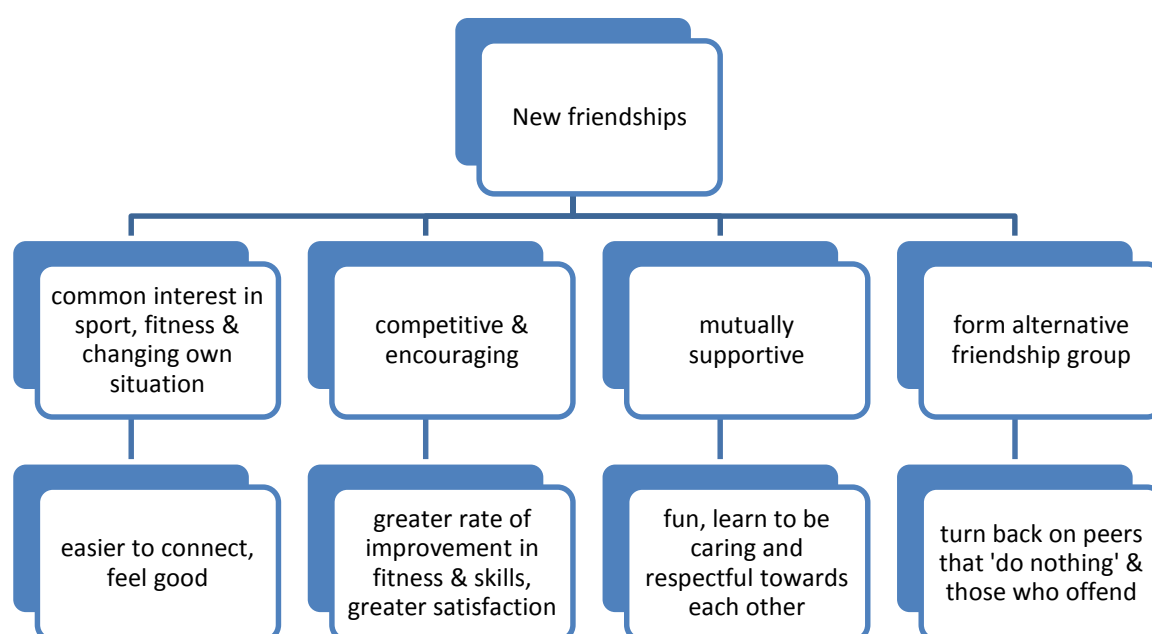 New friendships
common interest in
sport, fitness &
changing own
situation
competitive &
encouraging
mutually
supportive
form alternative
friendship group
easier to connect,
feel good
greater rate of
improvement in
fitness & skills,
greater satisfaction
fun, learn to be
caring and
respectful towards
each other
turn back on peers
that 'do nothing' &
those who offend